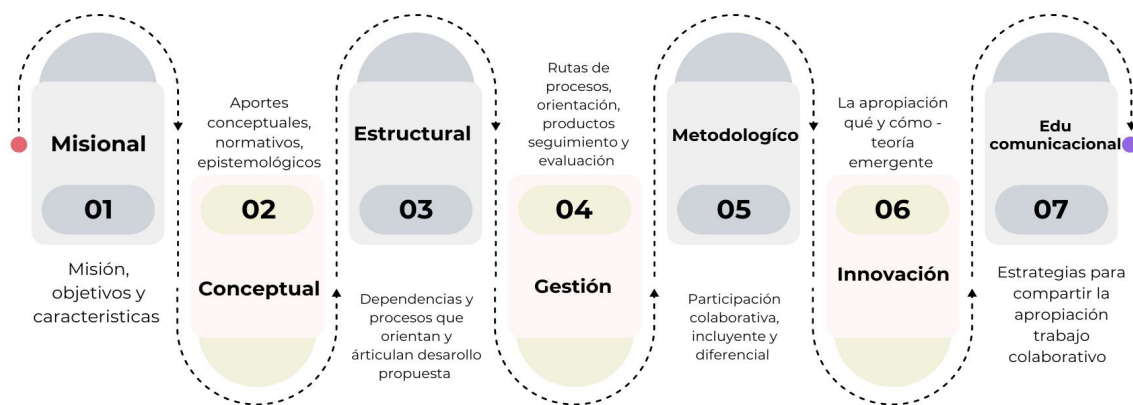 Misional
01
Misión,
objetivos y
caracteristicas
Aportes
conceptuales,
normativos,
epistemológicos
02
Conceptual
Estructural
03
Dependencias y
procesos que
orientan y
árticulan desarollo
propuesta
Rutas de
procesos,
orientación,
productos
seguimiento y
evaluación
04
Gestión
Metodologíco
05
Participación
colaborativa,
incluyente y
diferencial
La apropiación
qué y cómo -
teoría
emergente
06
Innovación
Edu
comunicacional
07
Estrategias para
compartir la
apropiación
trabajo
colaborativo